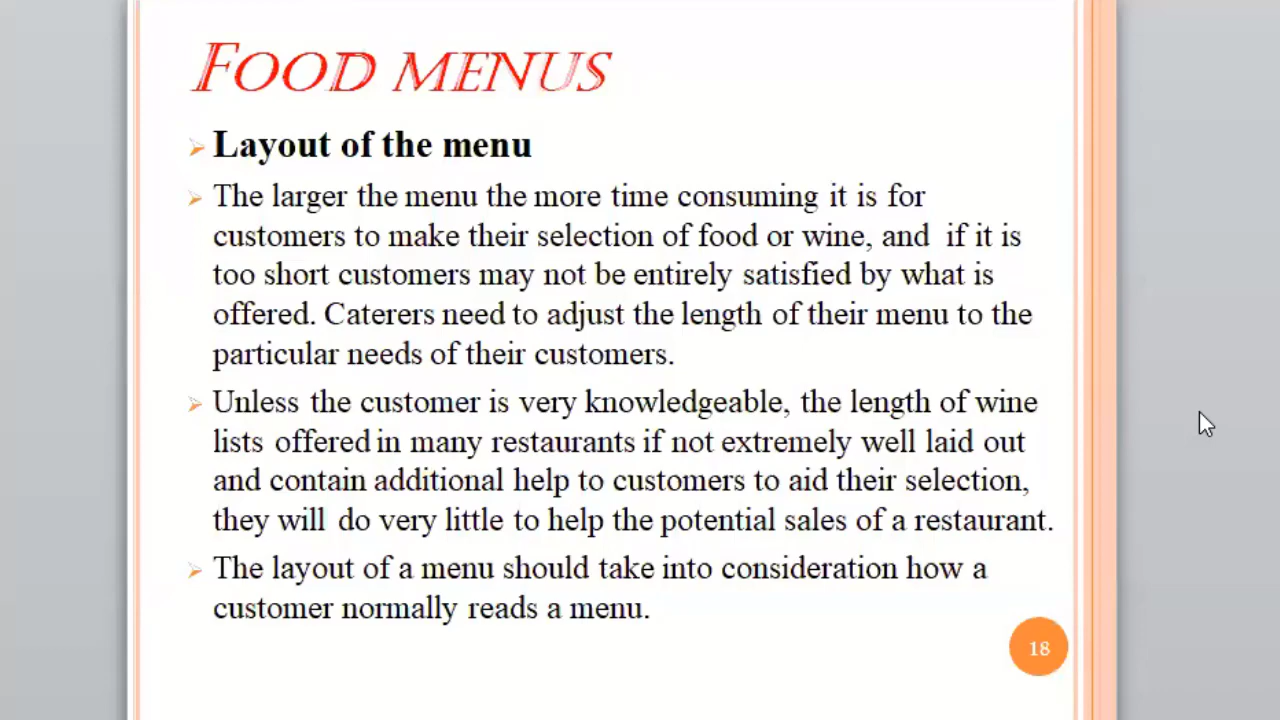 FOOD MENUS
Layout of the menu
The larger the menu the more time consuming it is for
customers to make their selection of food or wine, and if it is
too short customers may not be entirely satisfied by what is
offered. Caterers need to adjust the length of their menu to the
particular needs of their customers.
Unless the customer is very knowledgeable, the length of wine
lists offered in many restaurants if not extremely well laid out
and contain additional help to customers to aid their selection,
they will do very little to help the potential sales of a restaurant.
The layout of a menu should take into consideration how a
customer normally reads a menu.
18